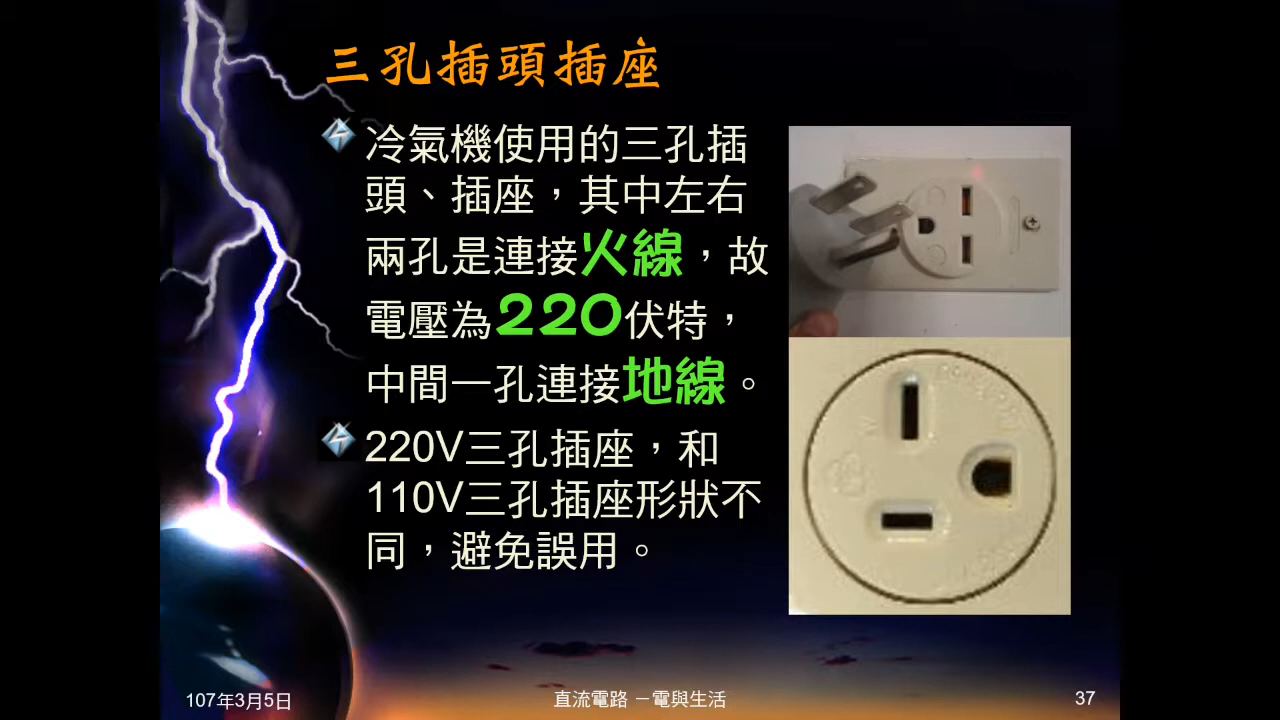 三孔插頭插座
冷氣機使用的三孔插
頭、插座，其中左右
兩孔是連接火線，故
電壓為220伏特，
中間一孔連接地線。
220V三孔插座，和
110V三孔插座形狀不
同，避免誤用。
107年3月5日
直流電路 －電與生活
37